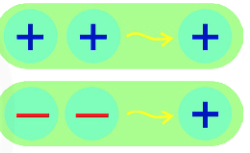 + + → +
− − → +